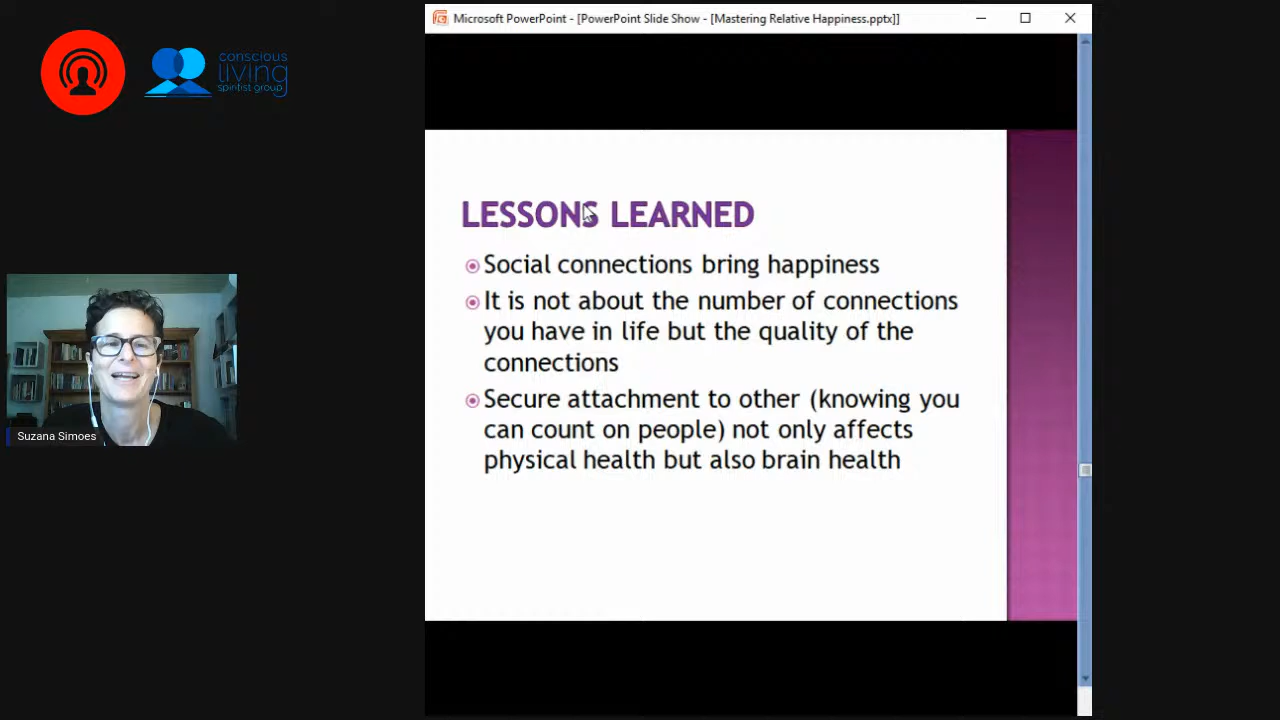 Microsoft PowerPoint - [PowerPoint Slide Show - [Mastering Relative Happiness.pptx]]
conscious
living
spiritist group
LESSONS LEARNED
Social connections bring happiness
It is not about the number of connections
you have in life but the quality of the
connections
Secure attachment to other (knowing you
can count on people) not only affects
physical health but also brain health
Suzana Simoes